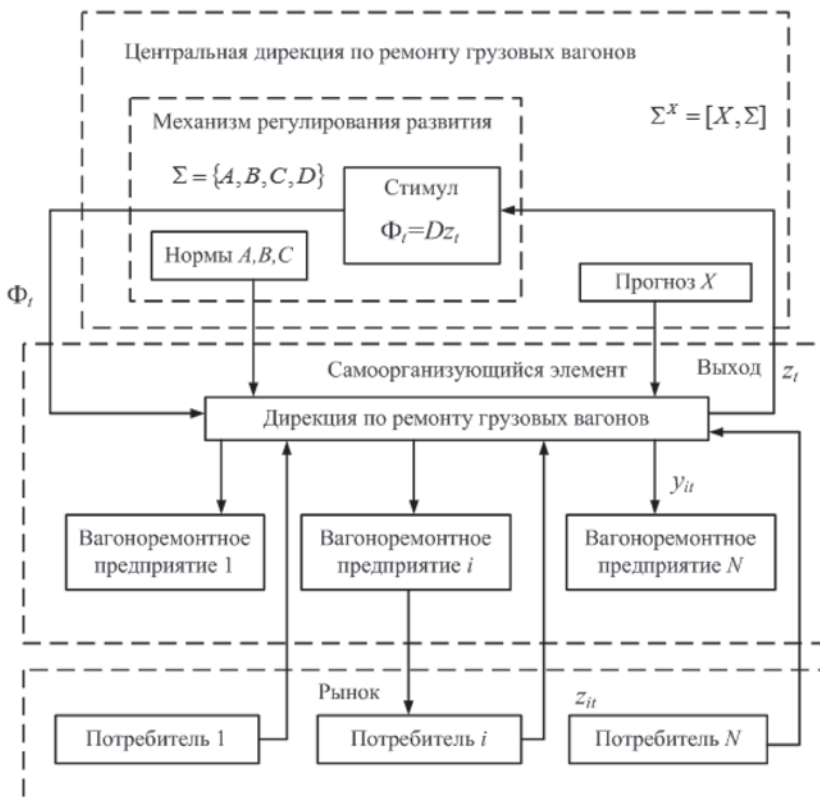 Центральная дирекция по ремонту грузовых вагонов
Механизм регулирования развития
Σ^X = [X, Σ]
Σ = {A, B, C, D}
Стимул
Φ_t=Dz_t
Нормы A,B,C
Прогноз X
Φ_t
Самоорганизующийся элемент
Выход
z_t
Дирекция по ремонту грузовых вагонов
y_it
Вагоноремонтное
предприятие 1
Вагоноремонтное
предприятие i
Вагоноремонтное
предприятие N
Рынок
z_it
Потребитель 1
Потребитель i
Потребитель N